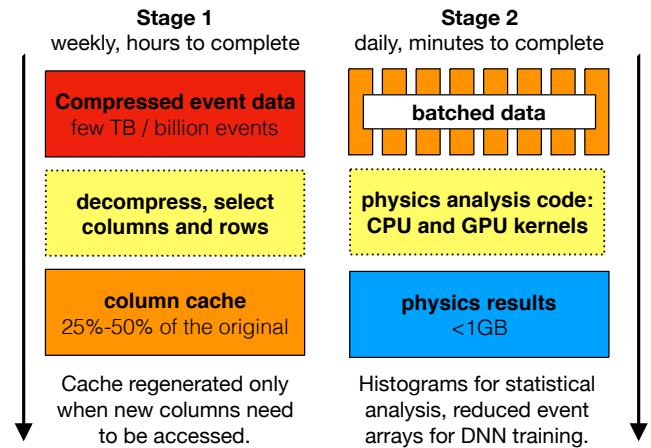 Stage 1
weekly, hours to complete
Compressed event data
few TB / billion events
decompress, select
columns and rows
column cache
25%-50% of the original
Cache regenerated only
when new columns need
to be accessed.
Stage 2
daily, minutes to complete
batched data
physics analysis code:
CPU and GPU kernels
physics results
<1GB
Histograms for statistical
analysis, reduced event
arrays for DNN training.